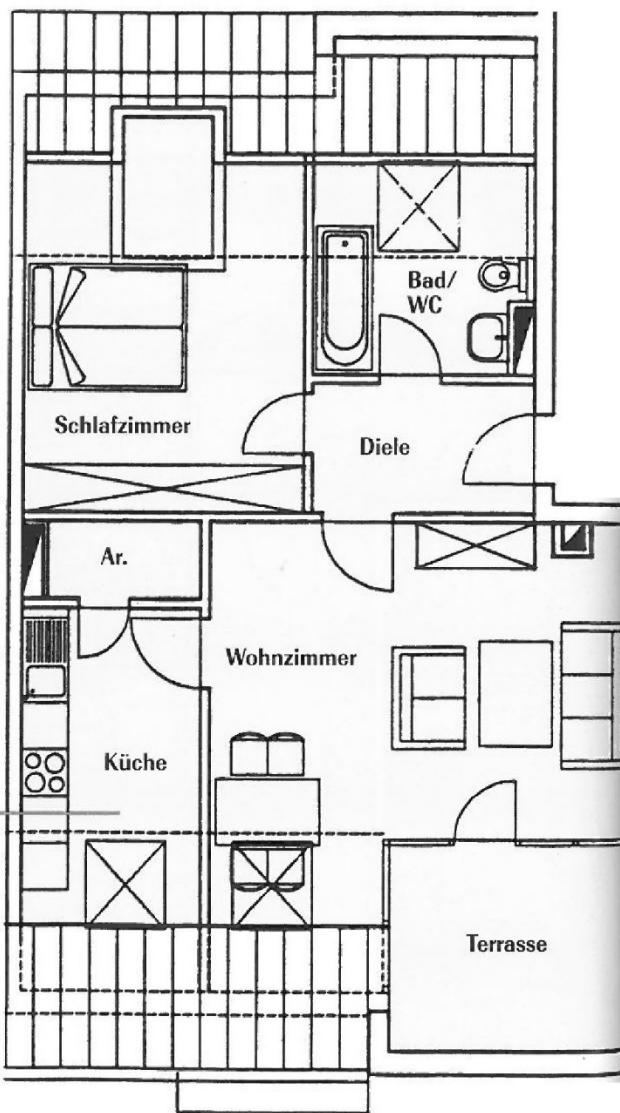 Bad/
WC
Schlafzimmer
Diele
Ar.
Wohnzimmer
Küche
Terrasse